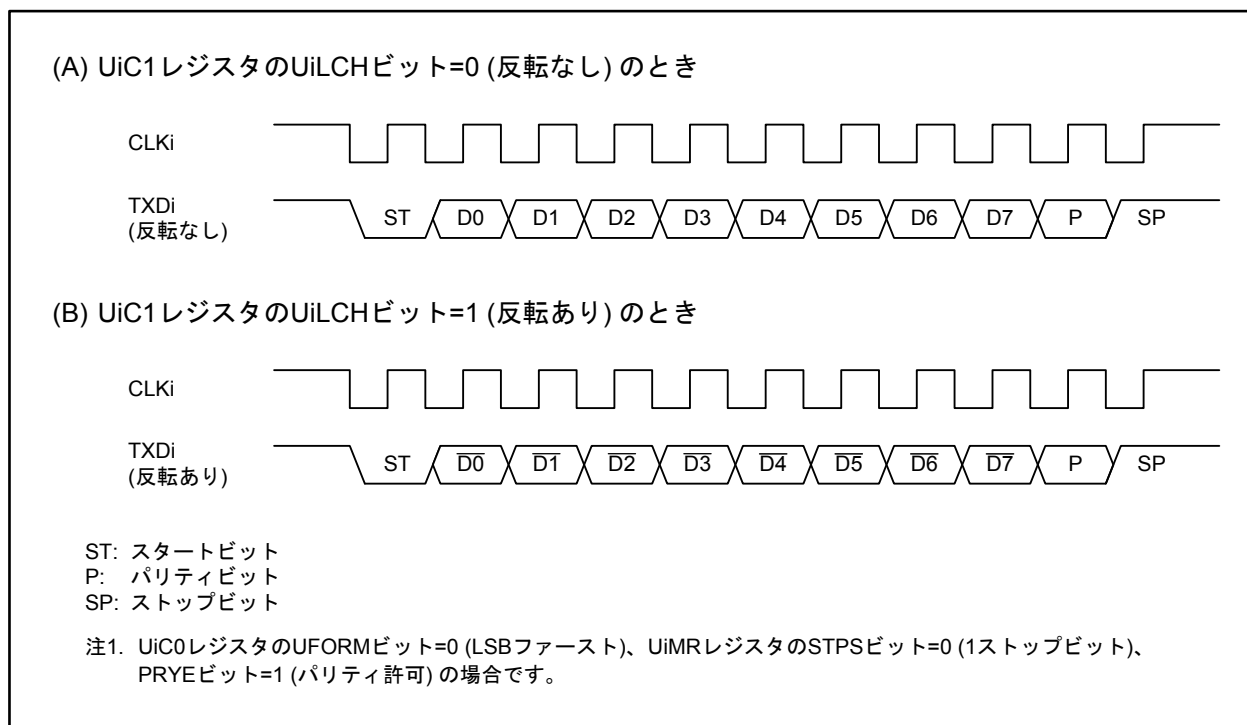 (A) UiC1レジスタのUiLCHビット=0 (反転なし) のとき
CLKi
TXDi
(反転なし)
ST D0 D1 D2 D3 D4 D5 D6 D7 P SP
(B) UiC1レジスタのUiLCHビット=1 (反転あり) のとき
CLKi
TXDi
(反転あり)
ST D̅0̅ D̅1̅ D̅2̅ D̅3̅ D̅4̅ D̅5̅ D̅6̅ D̅7̅ P SP
ST: スタートビット
P: パリティビット
SP: ストップビット
注1. UiC0レジスタのUFORMビット=0 (LSBファースト)、UiMRレジスタのSTPSビット=0 (1ストップビット)、
PRYEビット=1 (パリティ許可) の場合です。